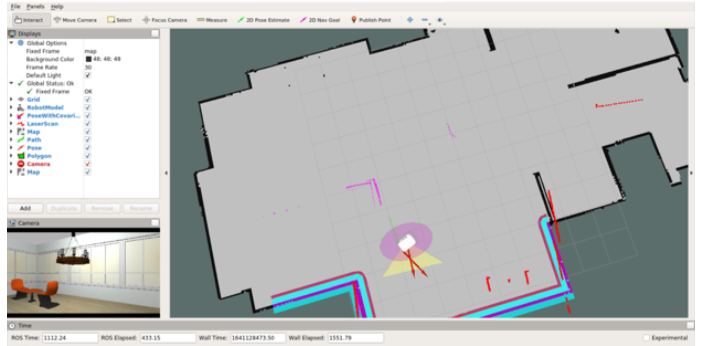 File Panels Help
Interact Move Camera Select Focus Camera Measure 2D Pose Estimate 2D Nav Goal Publish Point
Displays
Global Options
Fixed Frame map
Background Color 48; 48; 48
Frame Rate 30
Default Light
Global Status: Ok
Fixed Frame OK
Grid
RobotModel
PoseWithCovari...
LaserScan
Map
Path
Pose
Polygon
Camera
Map
Add Duplicate Remove Rename
Camera
Time
ROS Time: 1112.24 ROS Elapsed: 433.15 Wall Time: 1641128473.50 Wall Elapsed: 1551.79 Experimental